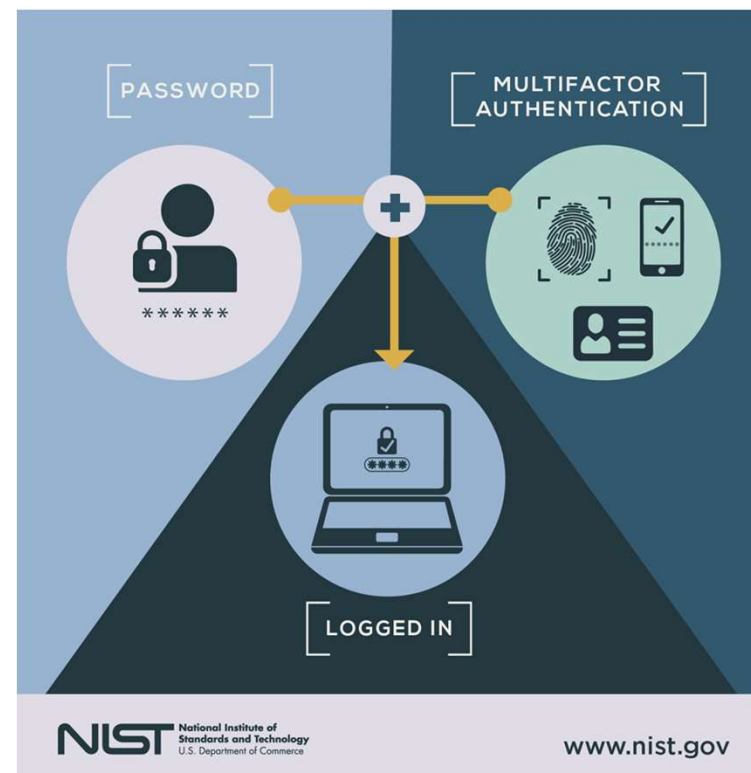 PASSWORD
MULTIFACTOR
AUTHENTICATION
******
****
LOGGED IN
NIST
National Institute of
Standards and Technology
U.S. Department of Commerce
www.nist.gov